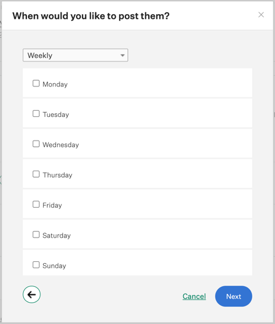 When would you like to post them?
Weekly
Monday
Tuesday
Wednesday
Thursday
Friday
Saturday
Sunday
Cancel
Next